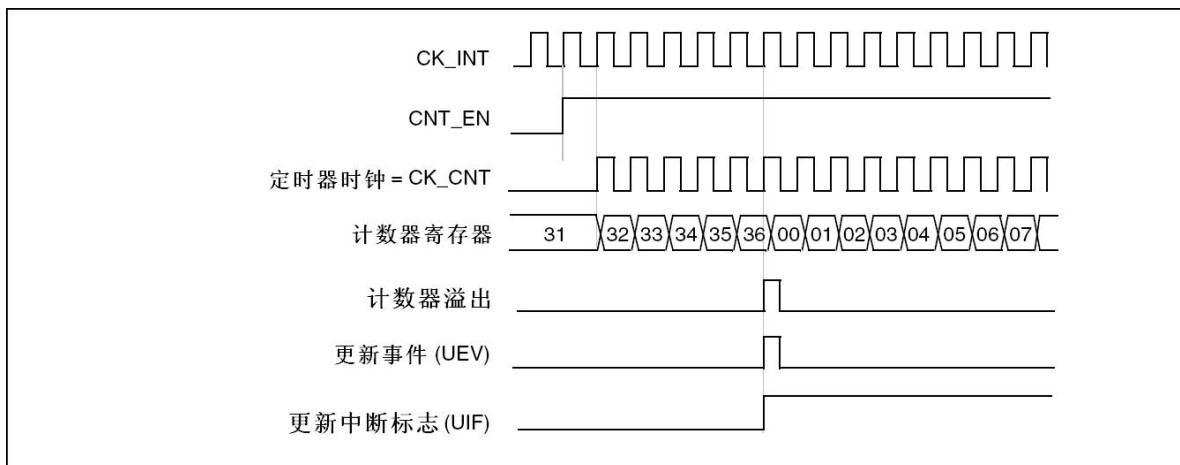 CK_INT
CNT_EN
定时器时钟 = CK_CNT
计数器寄存器 31 32 33 34 35 36 00 01 02 03 04 05 06 07
计数器溢出
更新事件 (UEV)
更新中断标志 (UIF)